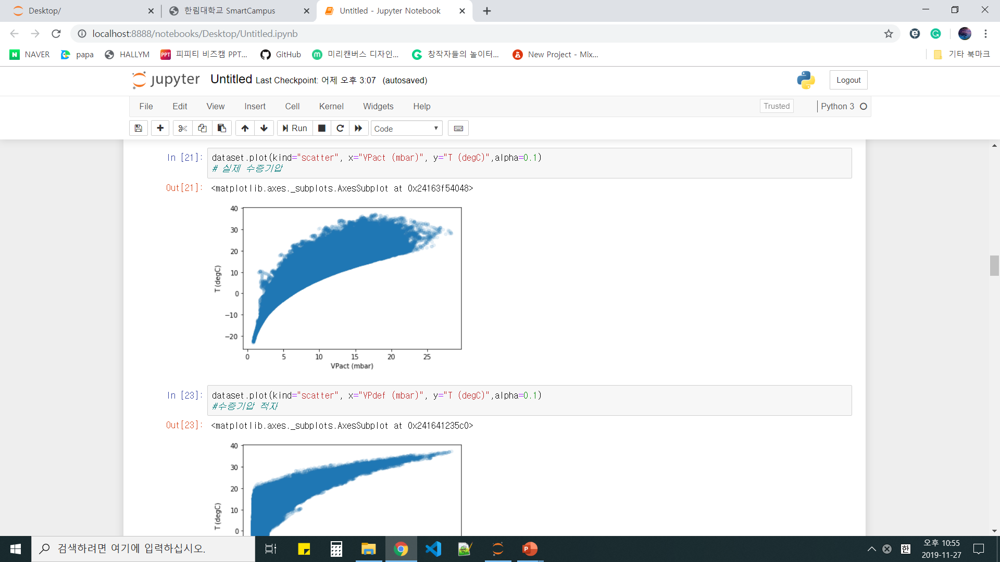 Desktop/
한림대학교 SmartCampus
Untitled - Jupyter Notebook
localhost:8888/notebooks/Desktop/Untitled.ipynb
NAVER
papa
HALLYM
PPT
피피티 비즈캠 PPT...
GitHub
미리캔버스 디자인...
창작자들의 놀이터...
New Project - Mix...
기타 북마크
jupyter
Untitled Last Checkpoint: 어제 오후 3:07 (autosaved)
Logout
File Edit View Insert Cell Kernel Widgets Help
Trusted
Python 3
Run
Code
In [21]:
dataset.plot(kind="scatter", x="VPact (mbar)", y="T (degC)",alpha=0.1)
# 실제 수증기압
Out[21]:
<matplotlib.axes._subplots.AxesSubplot at 0x24163f54048>
40
30
20
10
0
−10
−20
T (degC)
0 5 10 15 20 25
VPact (mbar)
In [23]:
dataset.plot(kind="scatter", x="VPdef (mbar)", y="T (degC)",alpha=0.1)
#수증기압 적자
Out[23]:
<matplotlib.axes._subplots.AxesSubplot at 0x241641235c0>
40
30
20
10
0
T (degC)
검색하려면 여기에 입력하십시오.
한
오후 10:55
2019-11-27